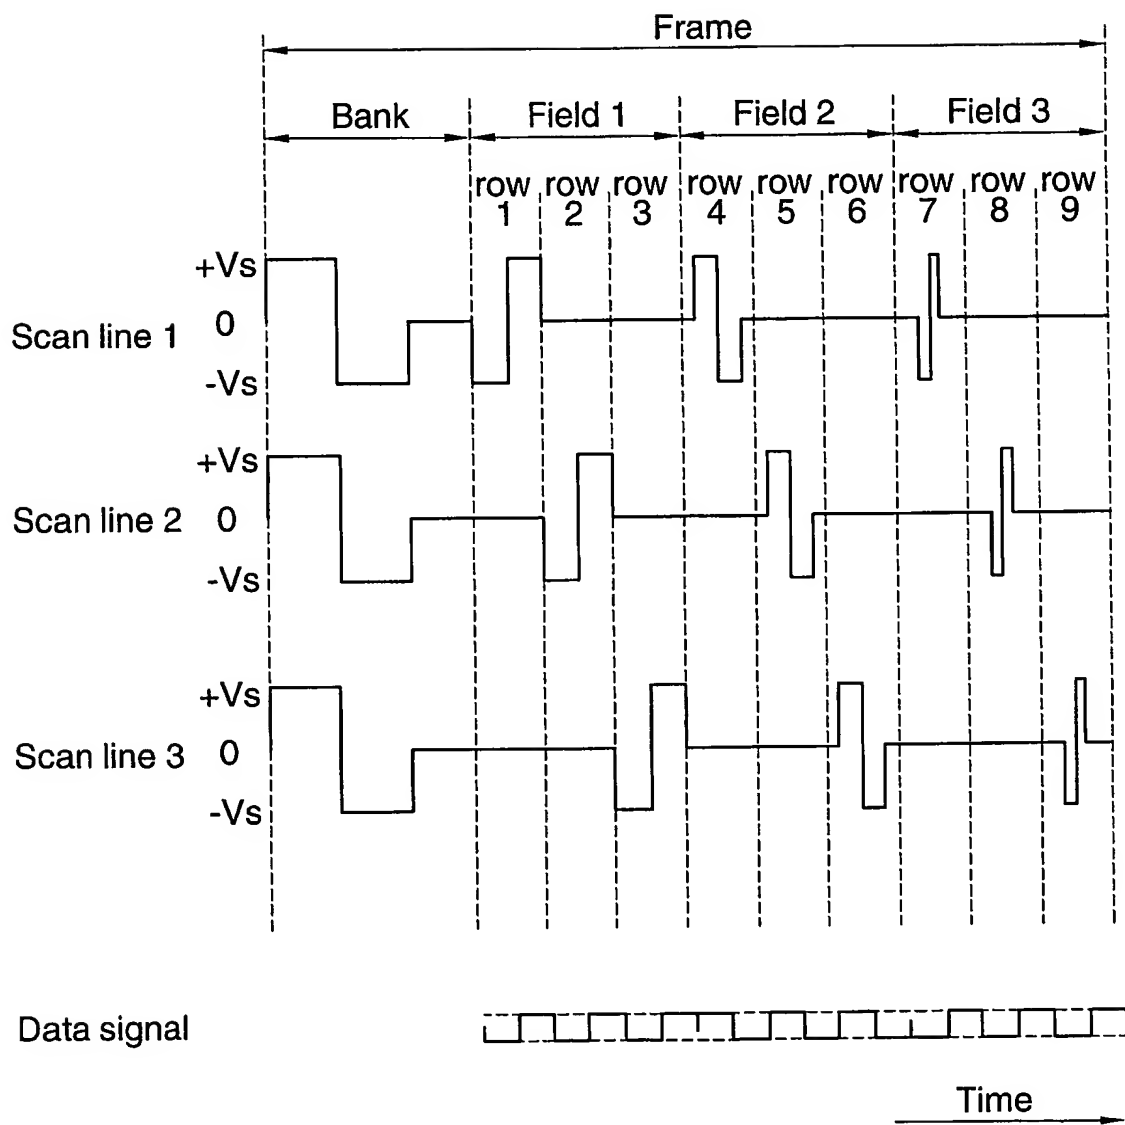 Frame
Bank Field 1 Field 2 Field 3
row row row row row row row row row
1 2 3 4 5 6 7 8 9
+Vs
Scan line 1 0
-Vs
+Vs
Scan line 2 0
-Vs
+Vs
Scan line 3 0
-Vs
Data signal
Time